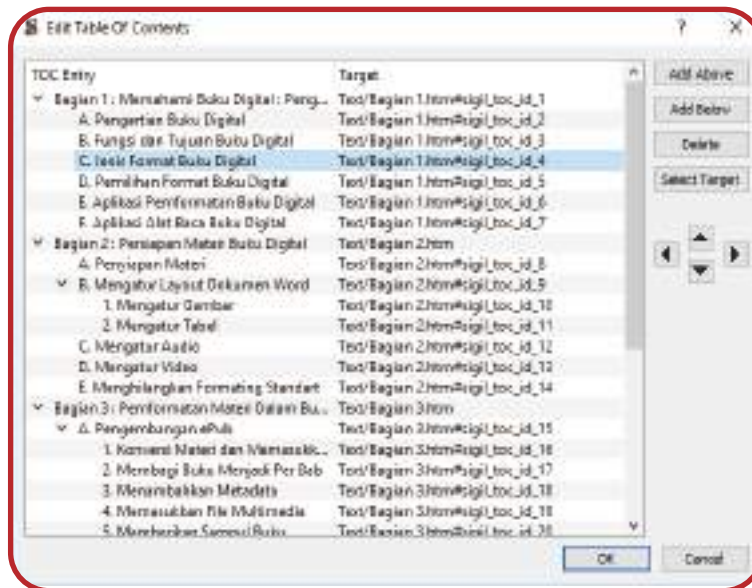 Edit Table Of Contents ? ×
TOC Entry Target
Add Above
Add Below
Delete
Select Target
Bagian 1: Memahami Buku Digital: Peng... Text/Bagian 1.htm#sigil_toc_id_1
A. Pengertian Buku Digital Text/Bagian 1.htm#sigil_toc_id_2
B. Fungsi dan Tujuan Buku Digital Text/Bagian 1.htm#sigil_toc_id_3
C. Jenis Format Buku Digital Text/Bagian 1.htm#sigil_toc_id_4
D. Pemilihan Format Buku Digital Text/Bagian 1.htm#sigil_toc_id_5
E. Aplikasi Pemformatan Buku Digital Text/Bagian 1.htm#sigil_toc_id_6
F. Aplikasi Alat Baca Buku Digital Text/Bagian 1.htm#sigil_toc_id_7
Bagian 2: Persiapan Materi Buku Digital Text/Bagian 2.htm
A. Penyiapan Materi Text/Bagian 2.htm#sigil_toc_id_8
B. Mengatur Layout Dokumen Word Text/Bagian 2.htm#sigil_toc_id_9
1. Mengatur Gambar Text/Bagian 2.htm#sigil_toc_id_10
2. Mengatur Tabel Text/Bagian 2.htm#sigil_toc_id_11
C. Mengatur Audio Text/Bagian 2.htm#sigil_toc_id_12
D. Mengatur Video Text/Bagian 2.htm#sigil_toc_id_13
E. Menghilangkan Formating Standart Text/Bagian 2.htm#sigil_toc_id_14
Bagian 3: Pemformatan Materi Dalam Bu... Text/Bagian 3.htm
A. Pengembangan ePub Text/Bagian 3.htm#sigil_toc_id_15
1. Konversi Materi dan Memasukk... Text/Bagian 3.htm#sigil_toc_id_16
2. Membagi Buku Menjadi Per Bab Text/Bagian 3.htm#sigil_toc_id_17
3. Menambahkan Metadata Text/Bagian 3.htm#sigil_toc_id_18
4. Memasukkan File Multimedia Text/Bagian 3.htm#sigil_toc_id_19
5. Memberikan Sampul Buku Text/Bagian 3.htm#sigil_toc_id_20
OK Cancel